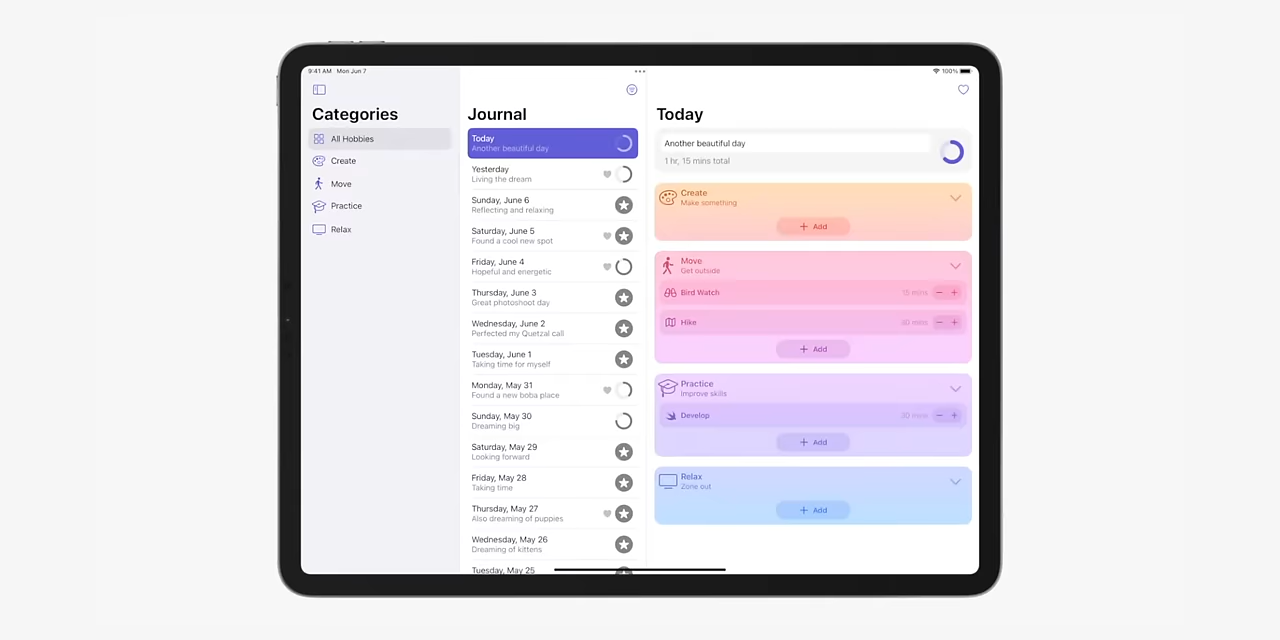 9:41 AM Mon Jun 7
100%
Categories
All Hobbies
Create
Move
Practice
Relax
Journal
Today
Another beautiful day
Yesterday
Living the dream
Sunday, June 6
Reflecting and relaxing
Saturday, June 5
Found a cool new spot
Friday, June 4
Hopeful and energetic
Thursday, June 3
Great photoshoot day
Wednesday, June 2
Perfected my Quetzal call
Tuesday, June 1
Taking time for myself
Monday, May 31
Found a new boba place
Sunday, May 30
Dreaming big
Saturday, May 29
Looking forward
Friday, May 28
Taking time
Thursday, May 27
Also dreaming of puppies
Wednesday, May 26
Dreaming of kittens
Tuesday, May 25
Today
Another beautiful day
1 hr, 15 mins total
Create
Make something
+ Add
Move
Get outside
Bird Watch
15 mins
− +
Hike
− +
+ Add
Practice
Improve skills
Develop
30 mins
− +
+ Add
Relax
Zone out
+ Add